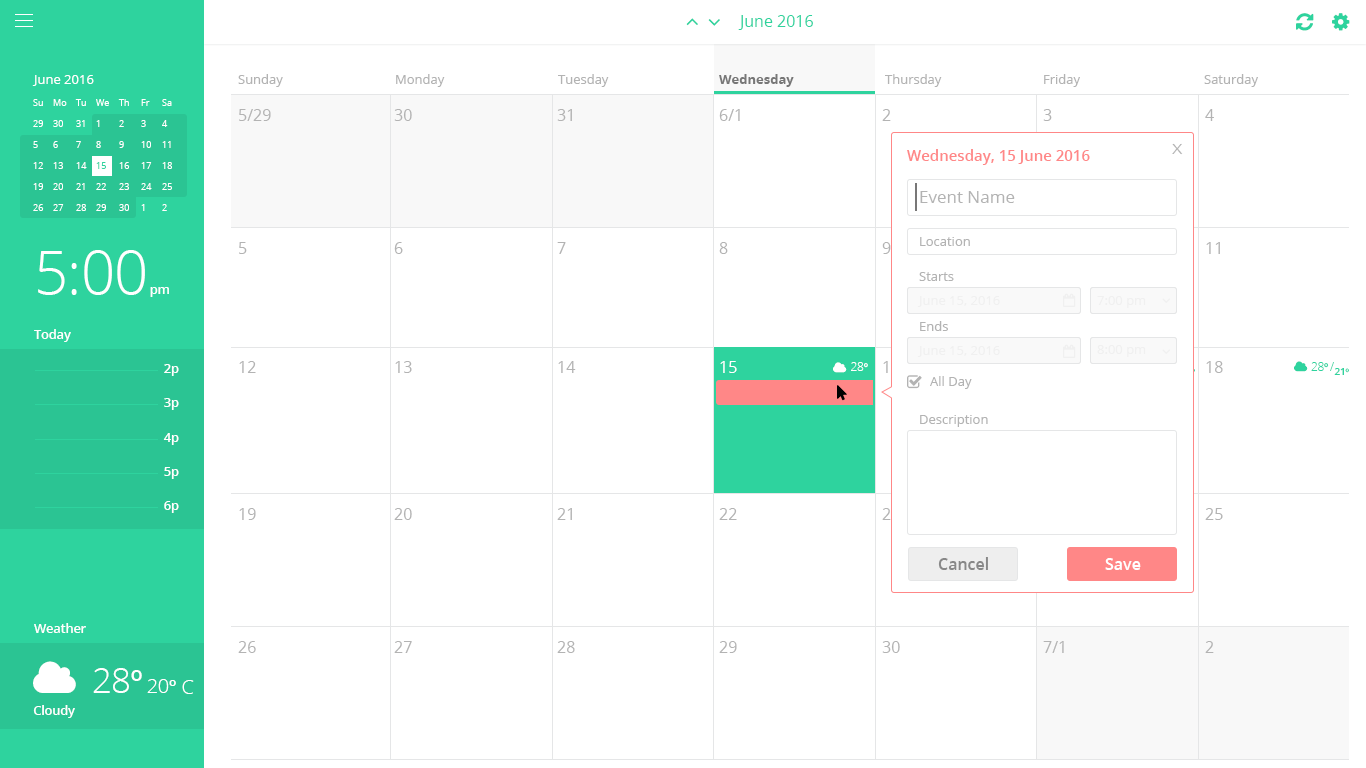 June 2016
Su Mo Tu We Th Fr Sa
29 30 31 1 2 3 4
5 6 7 8 9 10 11
12 13 14 15 16 17 18
19 20 21 22 23 24 25
26 27 28 29 30 1 2
5:00 pm
Today
2p
3p
4p
5p
6p
Weather
28º 20º C
Cloudy
June 2016
Sunday Monday Tuesday Wednesday Thursday Friday Saturday
5/29 30 31 6/1 2 3 4
5 6 7 8 9 11
12 13 14 15 28º 1 18 28º/21º
19 20 21 22 2 25
26 27 28 29 30 7/1 2
Wednesday, 15 June 2016
X
Event Name
Location
Starts
June 15, 2016 7:00 pm
Ends
June 15, 2016 8:00 pm
All Day
Description
Cancel Save